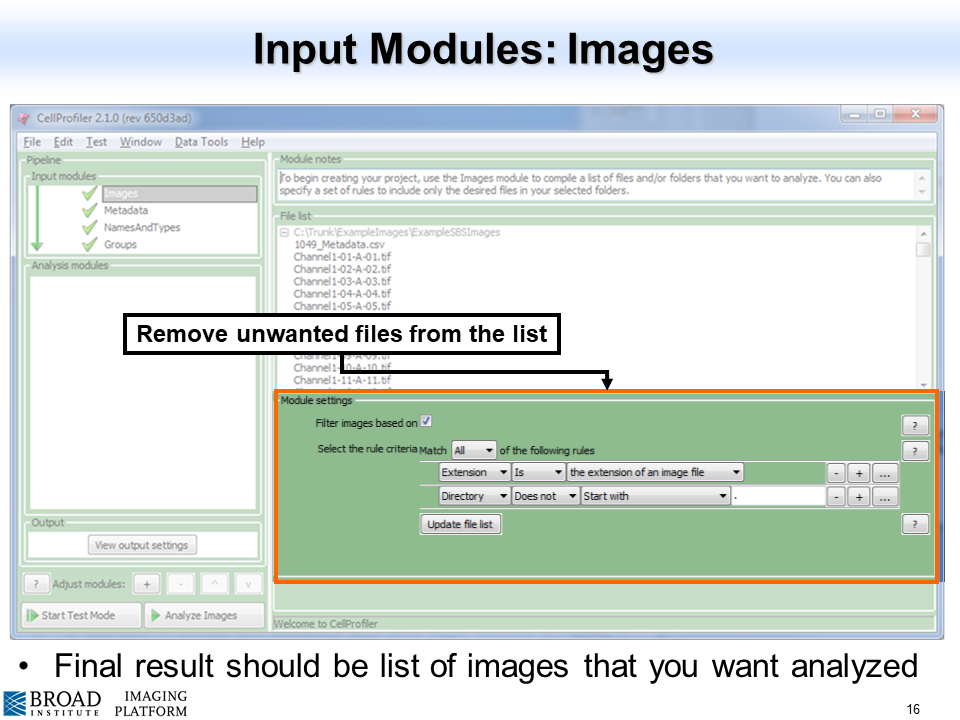 Input Modules: Images
CellProfiler 2.1.0 (rev 650d3ad)
File Edit Test Window Data Tools Help
Pipeline
Input modules
Images
Metadata
NamesAndTypes
Groups
Analysis modules
Output
View output settings
? Adjust modules: + - ^ v
Start Test Mode
Analyze Images
Module notes
To begin creating your project, use the Images module to compile a list of files and/or folders that you want to analyze. You can also
specify a set of rules to include only the desired files in your selected folders.
File list
C:\Trunk\ExampleImages\ExampleSBSImages
1049_Metadata.csv
Channel1-01-A-01.tif
Channel1-02-A-02.tif
Channel1-03-A-03.tif
Channel1-04-A-04.tif
Channel1-05-A-05.tif
Remove unwanted files from the list
Channel1-09-A-09.tif
Channel1-10-A-10.tif
Channel1-11-A-11.tif
Module settings
Filter images based on ?
Select the rule criteria Match All of the following rules ?
Extension Is the extension of an image file - + ...
Directory Does not Start with . - + ...
Update file list ?
Welcome to CellProfiler
• Final result should be list of images that you want analyzed
BROAD
INSTITUTE
IMAGING
PLATFORM
16